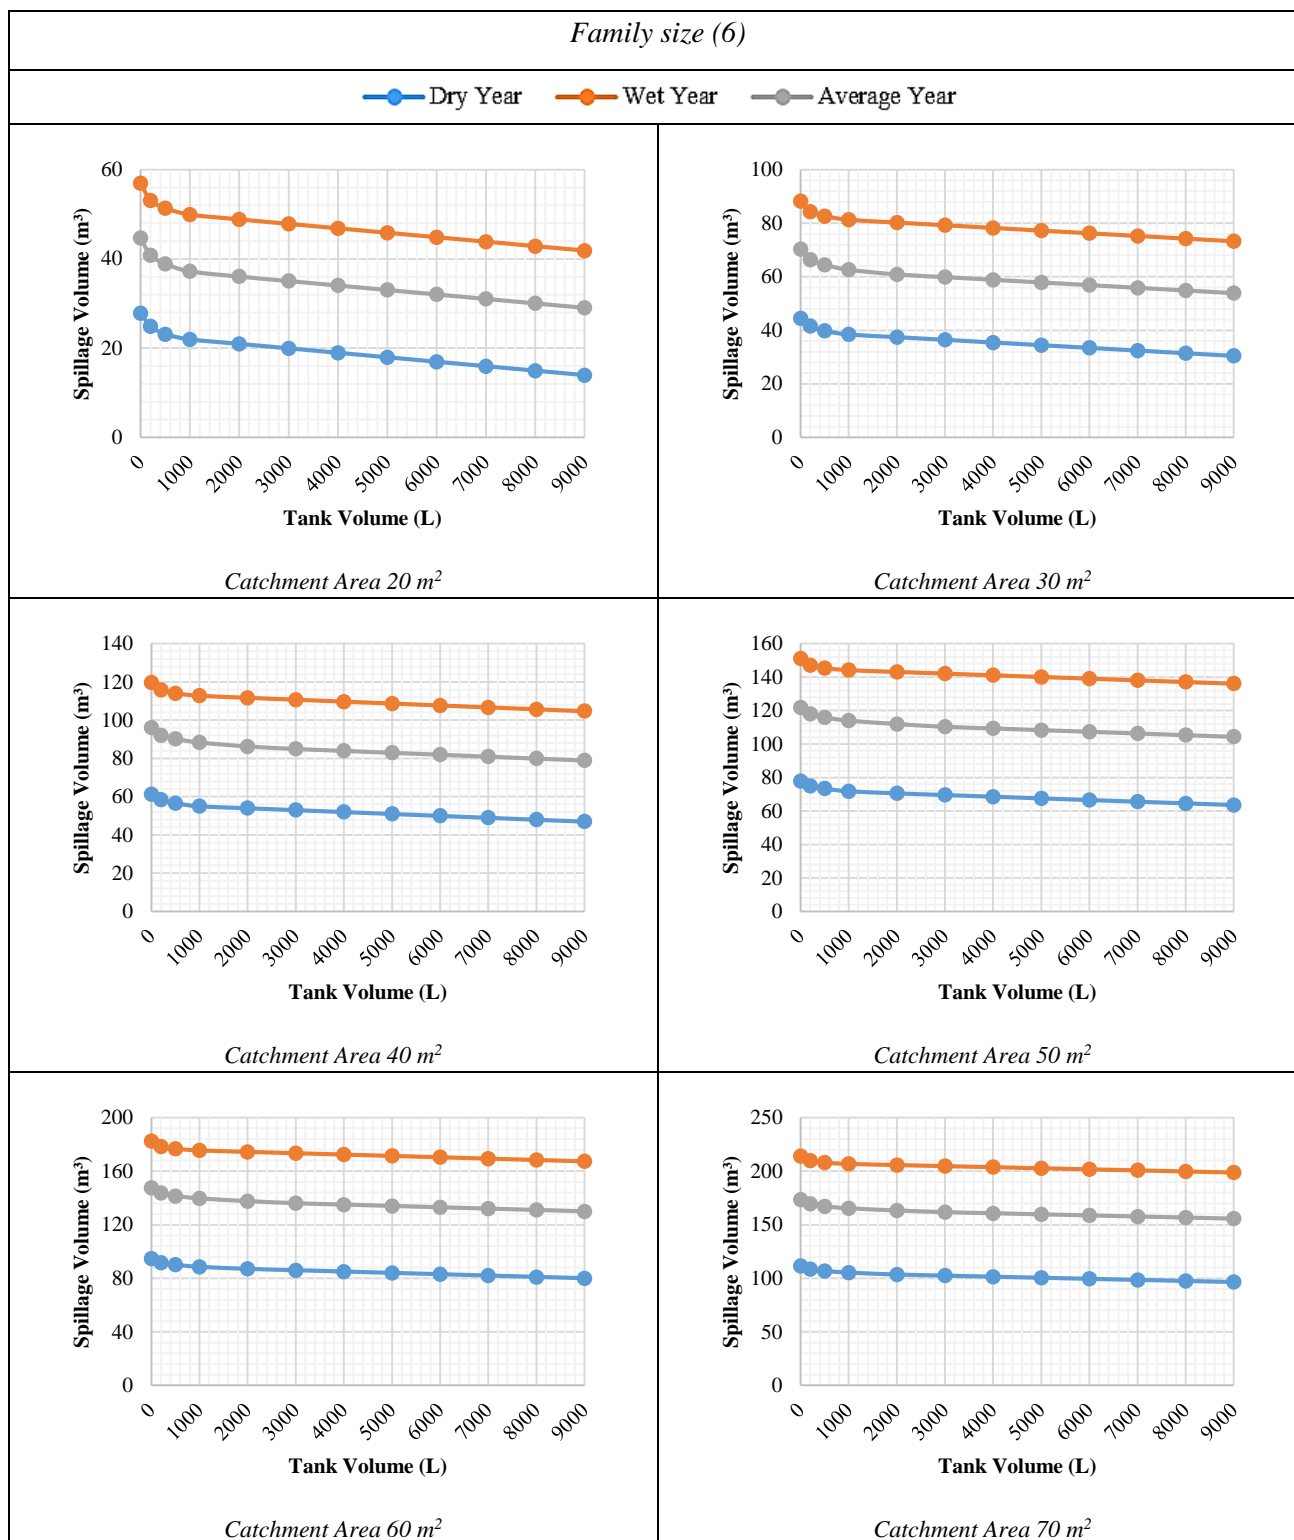 Family size (6)
Dry Year Wet Year Average Year
Spillage Volume (m³)
60
40
20
0
0 1000 2000 3000 4000 5000 6000 7000 8000 9000
Tank Volume (L)
Catchment Area 20 m²
Spillage Volume (m³)
100
80
60
40
20
0
0 1000 2000 3000 4000 5000 6000 7000 8000 9000
Tank Volume (L)
Catchment Area 30 m²
Spillage Volume (m³)
140
120
100
80
60
40
20
0
0 1000 2000 3000 4000 5000 6000 7000 8000 9000
Tank Volume (L)
Catchment Area 40 m²
Spillage Volume (m³)
160
140
120
100
80
60
40
20
0
0 1000 2000 3000 4000 5000 6000 7000 8000 9000
Tank Volume (L)
Catchment Area 50 m²
Spillage Volume (m³)
200
160
120
80
40
0
0 1000 2000 3000 4000 5000 6000 7000 8000 9000
Tank Volume (L)
Catchment Area 60 m²
Spillage Volume (m³)
250
200
150
100
50
0
0 1000 2000 3000 4000 5000 6000 7000 8000 9000
Tank Volume (L)
Catchment Area 70 m²